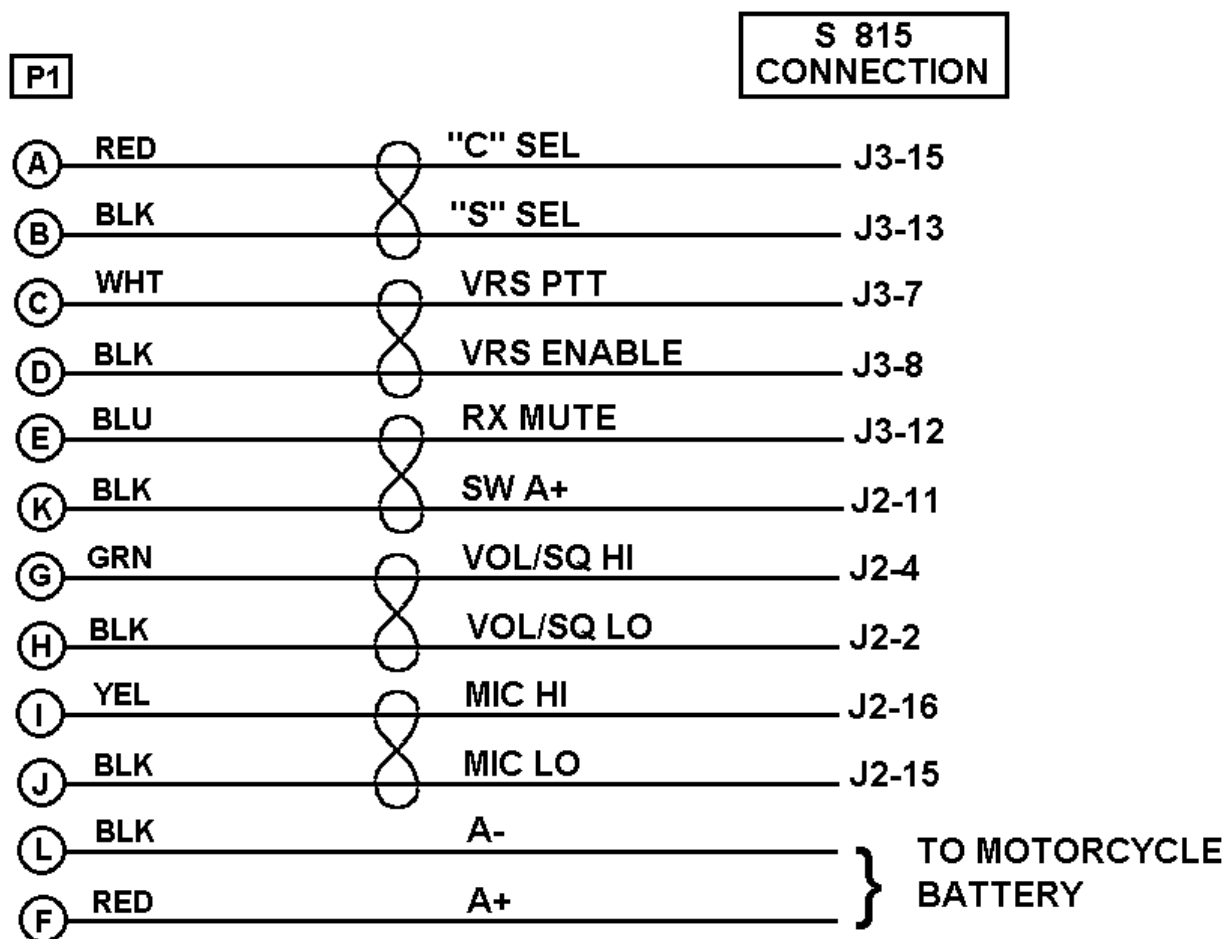 S 815
CONNECTION
P1
A RED "C" SEL J3-15
B BLK "S" SEL J3-13
C WHT VRS PTT J3-7
D BLK VRS ENABLE J3-8
E BLU RX MUTE J3-12
K BLK SW A+ J2-11
G GRN VOL/SQ HI J2-4
H BLK VOL/SQ LO J2-2
I YEL MIC HI J2-16
J BLK MIC LO J2-15
L BLK A-
F RED A+
} TO MOTORCYCLE
BATTERY